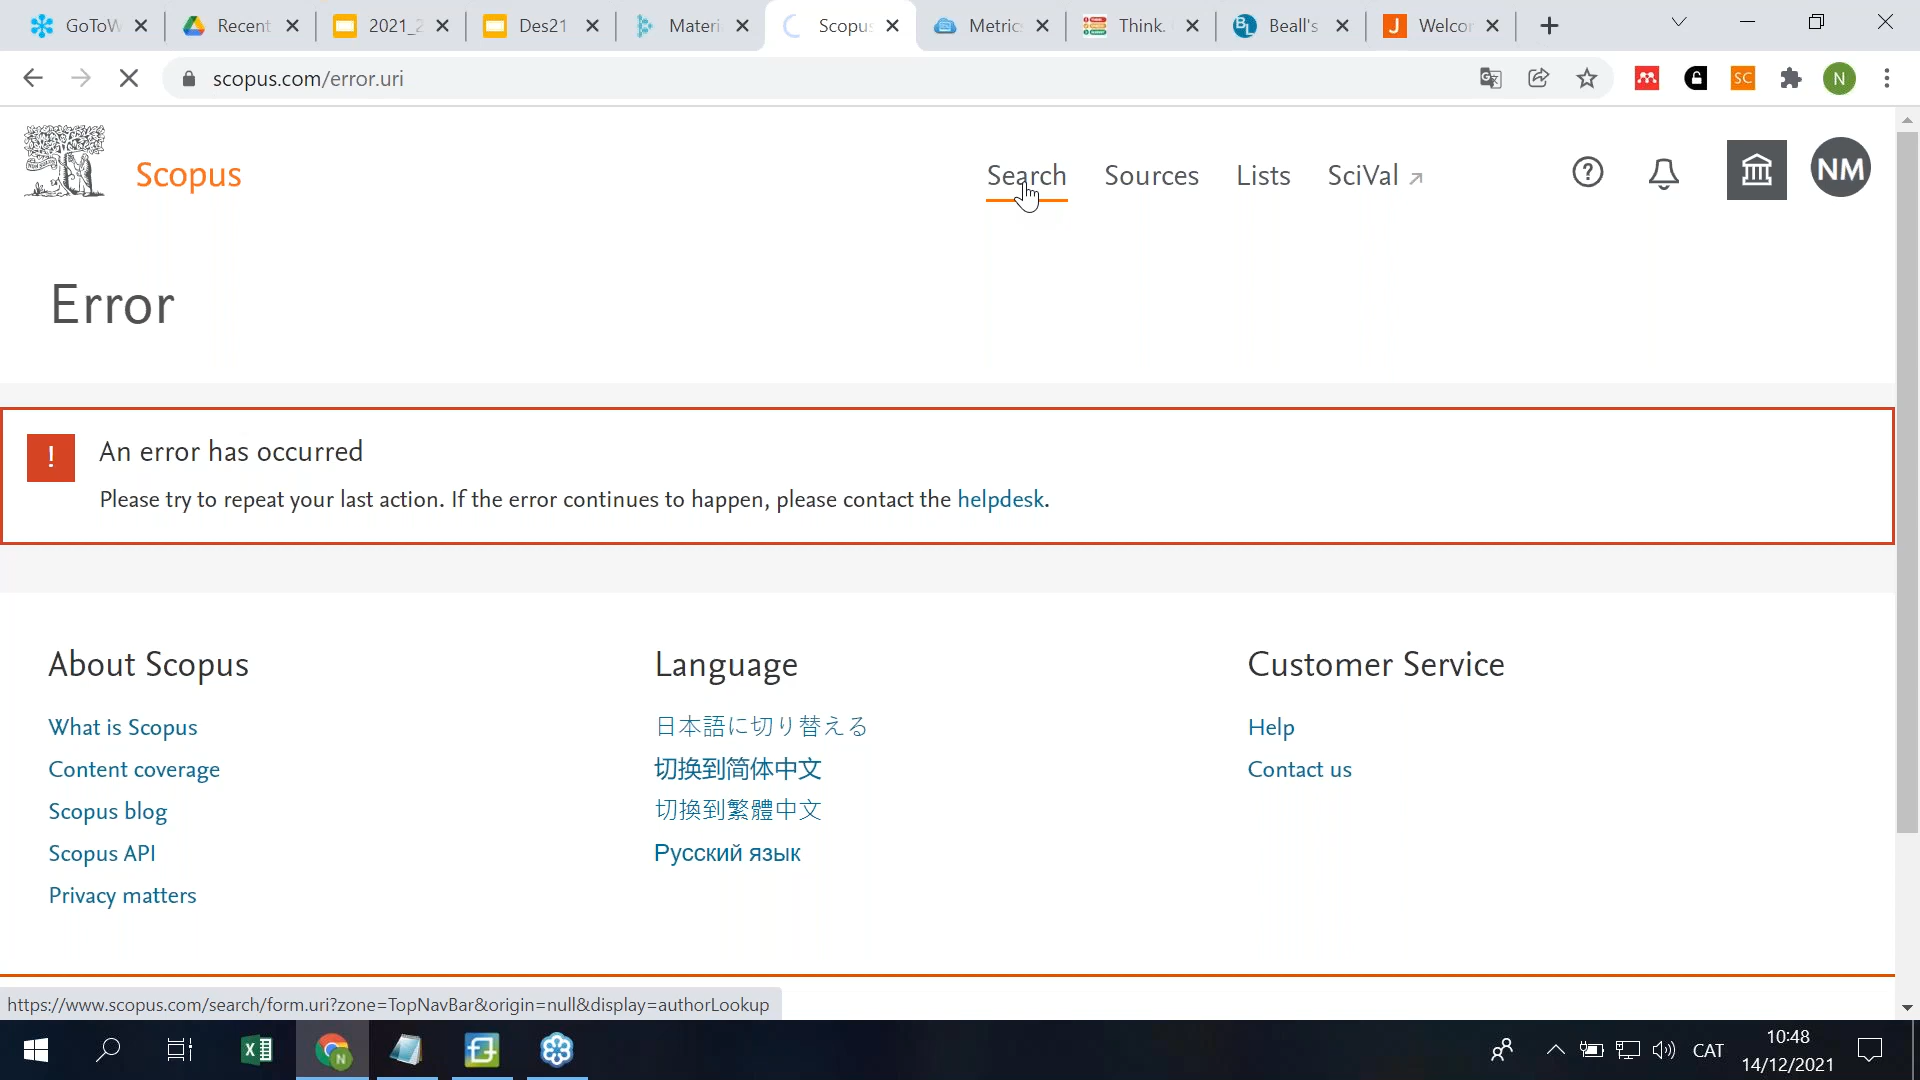 GoToW
Recent
2021_2
Des21
Materi
Scopus
Metric
Think.
BL
Beall's
J
Welcor
scopus.com/error.uri
SC
N
Scopus
Search
Sources
Lists
SciVal
NM
Error
!
An error has occurred
Please try to repeat your last action. If the error continues to happen, please contact the helpdesk.
About Scopus
What is Scopus
Content coverage
Scopus blog
Scopus API
Privacy matters
Language
日本語に切り替える
切换到简体中文
切換到繁體中文
Русский язык
Customer Service
Help
Contact us
https://www.scopus.com/search/form.uri?zone=TopNavBar&origin=null&display=authorLookup
N
CAT
10:48
14/12/2021